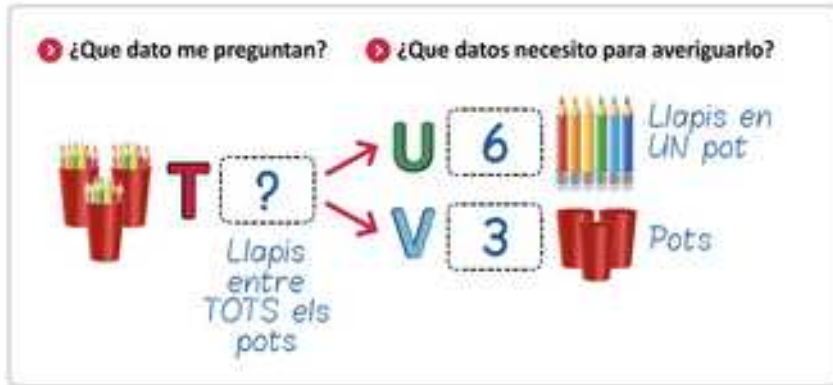 ¿Que dato me preguntan?
¿Que datos necesito para averiguarlo?
T ?
Llapis
entre
TOTS els
pots
U 6
Llapis en
UN pot
V 3
Pots